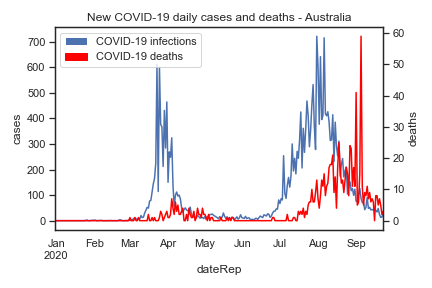 New COVID-19 daily cases and deaths - Australia
COVID-19 infections
COVID-19 deaths
cases
700
600
500
400
300
200
100
0
deaths
60
50
40
30
20
10
0
Jan Feb Mar Apr May Jun Jul Aug Sep
2020
dateRep